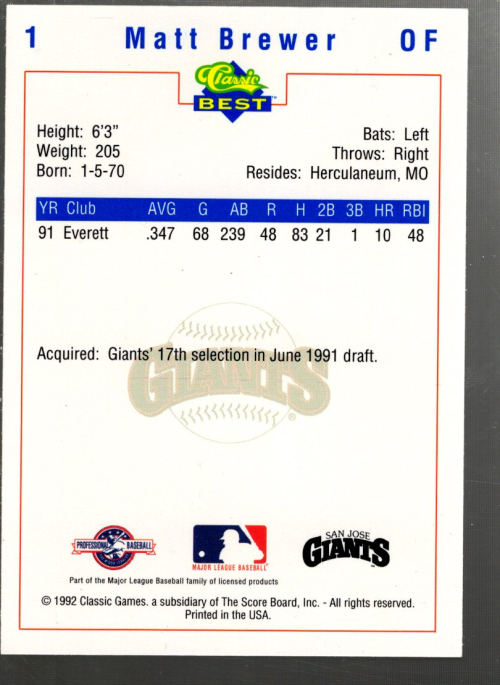 1 Matt Brewer OF
Classic
BEST
Height: 6'3"
Weight: 205
Born: 1-5-70
Bats: Left
Throws: Right
Resides: Herculaneum, MO
YR Club AVG G AB R H 2B 3B HR RBI
91 Everett .347 68 239 48 83 21 1 10 48
Acquired: Giants' 17th selection in June 1991 draft.
GIANTS
PROFESSIONAL BASEBALL
MAJOR LEAGUE BASEBALL
SAN JOSE
GIANTS
Part of the Major League Baseball family of licensed products
© 1992 Classic Games. a subsidiary of The Score Board, Inc. - All rights reserved.
Printed in the USA.